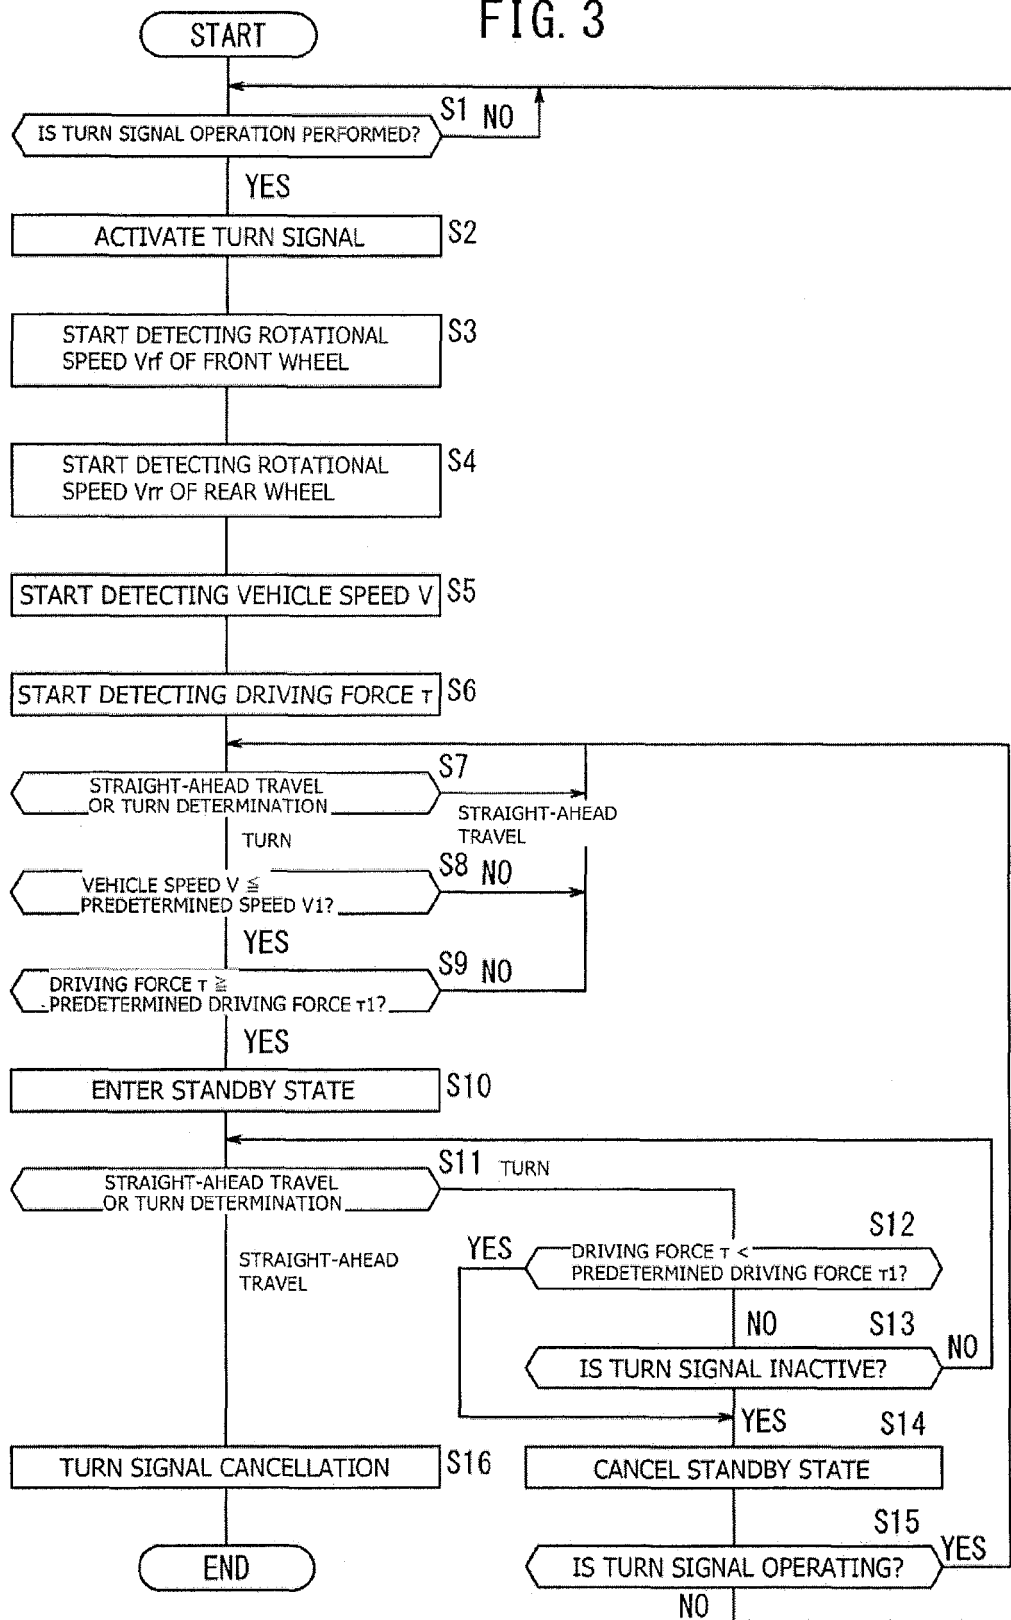 FIG. 3
START
S1 NO
IS TURN SIGNAL OPERATION PERFORMED?
YES
ACTIVATE TURN SIGNAL
S2
START DETECTING ROTATIONAL
SPEED Vrf OF FRONT WHEEL
S3
START DETECTING ROTATIONAL
SPEED Vrr OF REAR WHEEL
S4
START DETECTING VEHICLE SPEED V
S5
START DETECTING DRIVING FORCE τ
S6
S7
STRAIGHT-AHEAD TRAVEL
OR TURN DETERMINATION
STRAIGHT-AHEAD
TRAVEL
TURN
S8 NO
VEHICLE SPEED V ≦
PREDETERMINED SPEED V1?
YES
S9 NO
DRIVING FORCE τ ≧
PREDETERMINED DRIVING FORCE τ1?
YES
ENTER STANDBY STATE
S10
S11 TURN
STRAIGHT-AHEAD TRAVEL
OR TURN DETERMINATION
STRAIGHT-AHEAD
TRAVEL
S12
YES
DRIVING FORCE τ <
PREDETERMINED DRIVING FORCE τ1?
NO
S13
NO
IS TURN SIGNAL INACTIVE?
YES
S14
CANCEL STANDBY STATE
TURN SIGNAL CANCELLATION
S16
S15
YES
IS TURN SIGNAL OPERATING?
NO
END